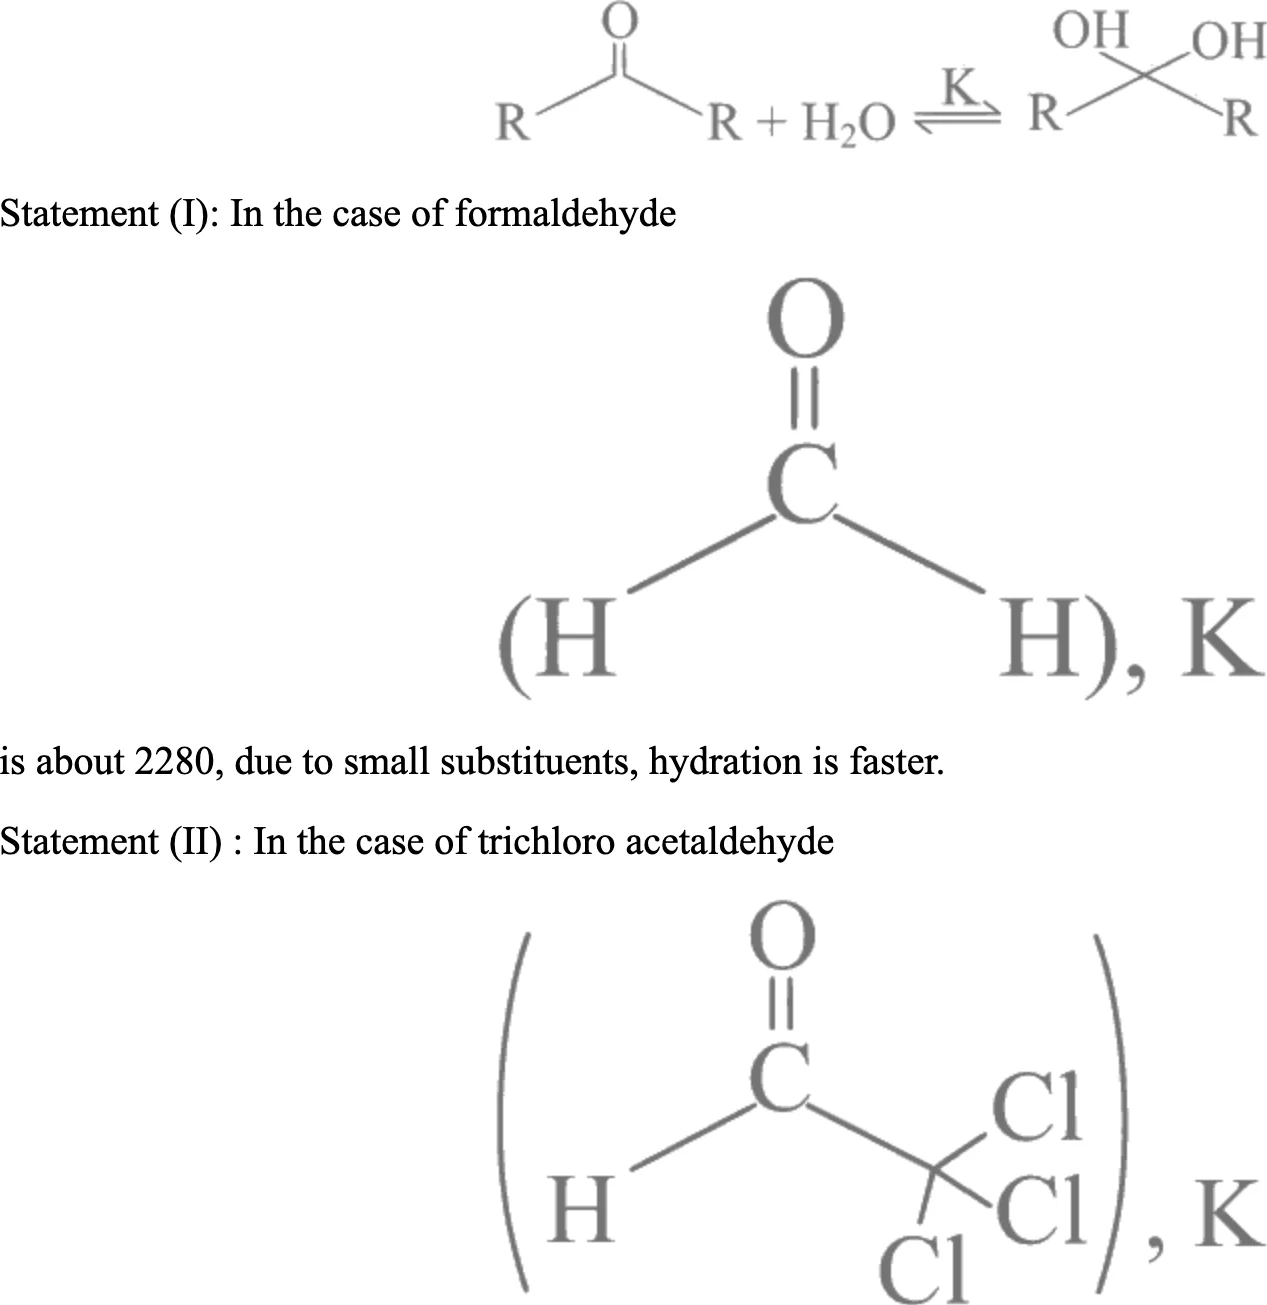 O OH OH
R R + H₂O K R R
Statement (I): In the case of formaldehyde
O
C
(H H), K
is about 2280, due to small substituents, hydration is faster.
Statement (II) : In the case of trichloro acetaldehyde
O
C Cl
H Cl , K
Cl